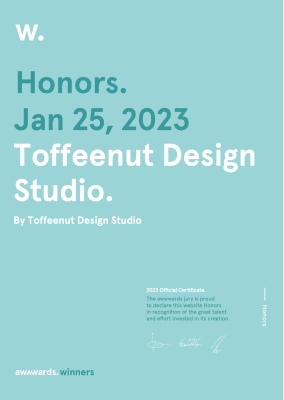 w.
Honors.
Jan 25, 2023
Toffeenut Design
Studio.
By Toffeenut Design Studio
2023 Official Certificate.
The awwwards jury is proud
to declare this website Honors
in recognition of the great talent
and effort invested in its creation.
Honors
awwwards.winners